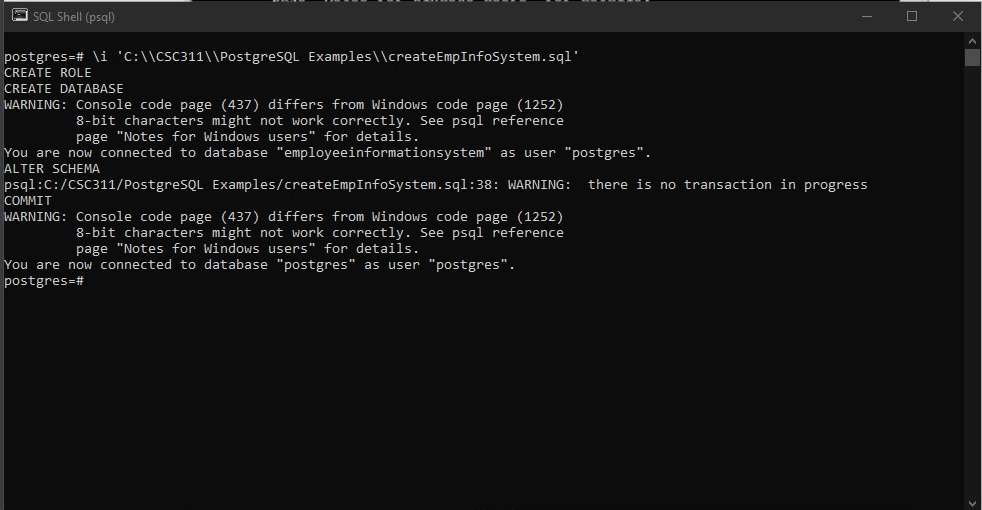 SQL Shell (psql)
postgres=# \i 'C:\\CSC311\\PostgreSQL Examples\\createEmpInfoSystem.sql'
CREATE ROLE
CREATE DATABASE
WARNING: Console code page (437) differs from Windows code page (1252)
         8-bit characters might not work correctly. See psql reference
         page "Notes for Windows users" for details.
You are now connected to database "employeeinformationsystem" as user "postgres".
ALTER SCHEMA
psql:C:/CSC311/PostgreSQL Examples/createEmpInfoSystem.sql:38: WARNING:  there is no transaction in progress
COMMIT
WARNING: Console code page (437) differs from Windows code page (1252)
         8-bit characters might not work correctly. See psql reference
         page "Notes for Windows users" for details.
You are now connected to database "postgres" as user "postgres".
postgres=#